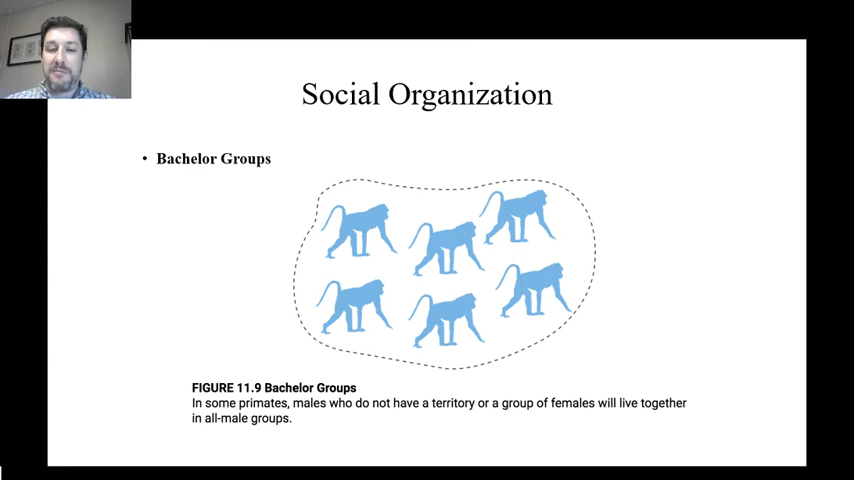 Social Organization
• Bachelor Groups
FIGURE 11.9 Bachelor Groups
In some primates, males who do not have a territory or a group of females will live together
in all-male groups.